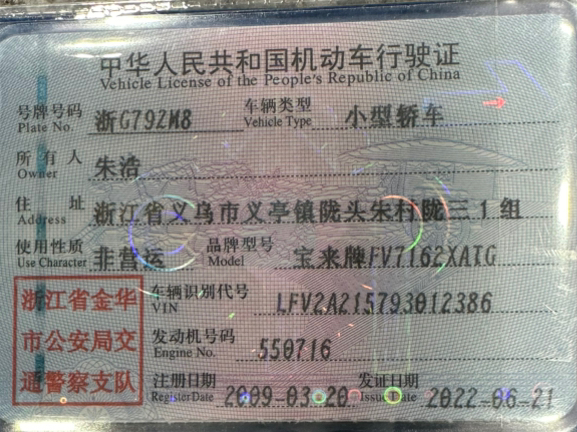 中华人民共和国机动车行驶证
Vehicle License of the People's Republic of China
号牌号码 浙G79ZM8 车辆类型 小型轿车
Plate No. Vehicle Type
所有人 朱浩
Owner
住址 浙江省义乌市义亭镇陇头朱村陇三1组
Address
使用性质 非营运 品牌型号 宝来牌FV7162XATG
Use Character Model
浙江省金华 车辆识别代号 LFV2A215793012386
VIN
市公安局交 发动机号码 550716
Engine No.
通警察支队 注册日期 2009-03-20 发证日期 2022-06-21
Register Date Issue Date